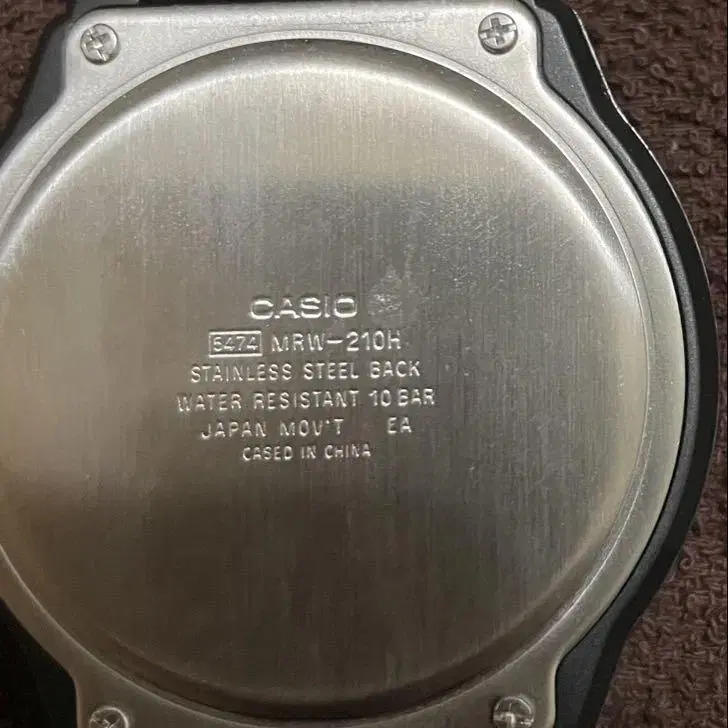 CASIO
5474 MRW-210H
STAINLESS STEEL BACK
WATER RESISTANT 10 BAR
JAPAN MOV'T EA
CASED IN CHINA